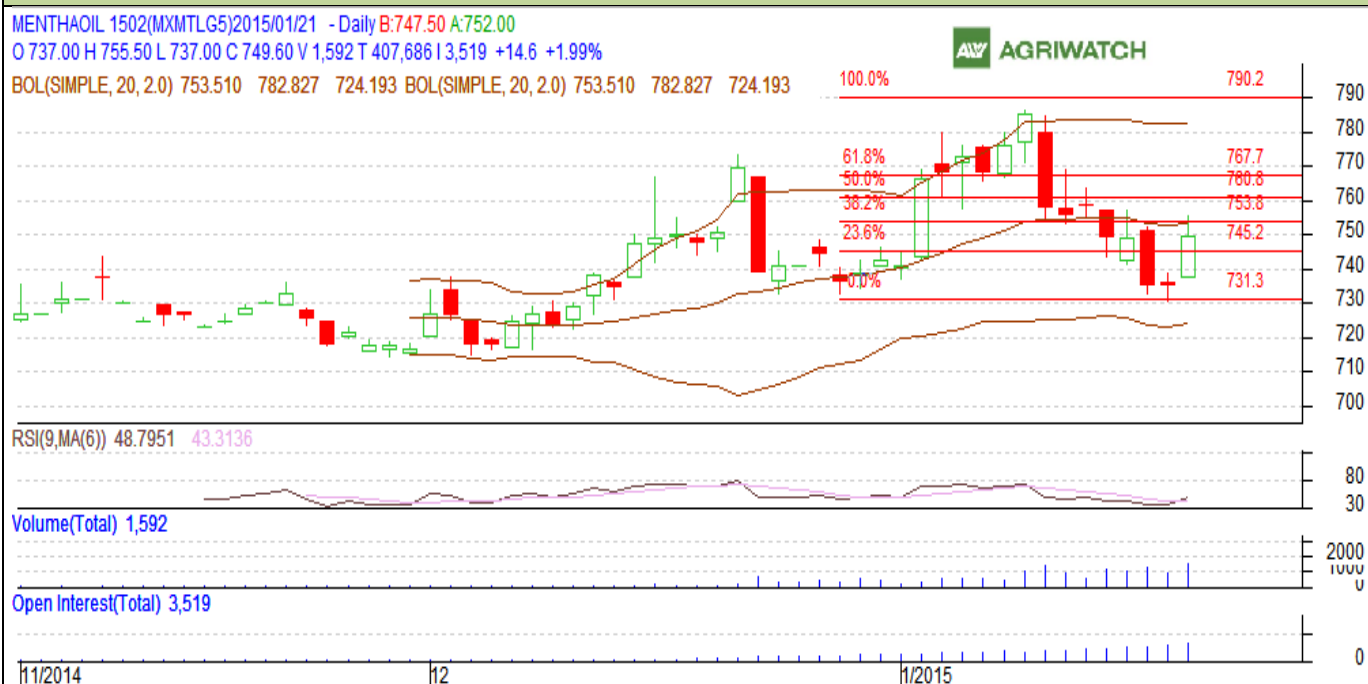 MENTHAOIL 1502(MXMTLG5)2015/01/21 - Daily B:747.50 A:752.00
O 737.00 H 755.50 L 737.00 C 749.60 V 1,592 T 407,686 I 3,519 +14.6 +1.99%
AW AGRIWATCH
BOL(SIMPLE, 20, 2.0) 753.510 782.827 724.193 BOL(SIMPLE, 20, 2.0) 753.510 782.827 724.193
100.0% 790.2
61.8% 767.7
50.0% 760.8
38.2% 753.8
23.6% 745.2
0.0% 731.3
790
780
770
760
750
740
730
720
710
700
RSI(9,MA(6)) 48.7951 43.3136
80
30
Volume(Total) 1,592
2000
1000
0
Open Interest(Total) 3,519
0
11/2014 12 1/2015